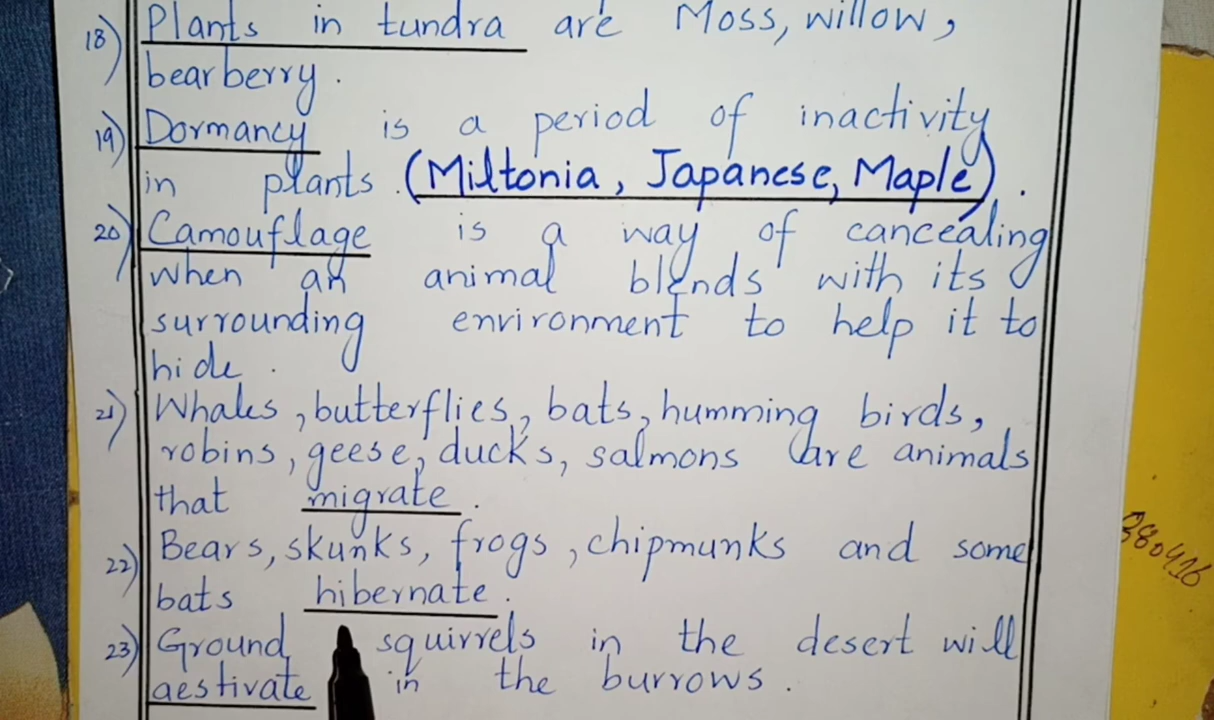 18) Plants in tundra are Moss, willow,
bearberry.
19) Dormancy is a period of inactivity
in plants. (Miltonia, Japanese, Maple).
20) Camouflage is a way of cancealing
when an animal blends with its
surrounding environment to help it to
hide.
21) Whales, butterflies, bats, humming birds,
robins, geese, ducks, salmons are animals
that migrate.
22) Bears, skunks, frogs, chipmunks and some
bats hibernate.
23) Ground squirrels in the desert will
aestivate in the burrows.
380416